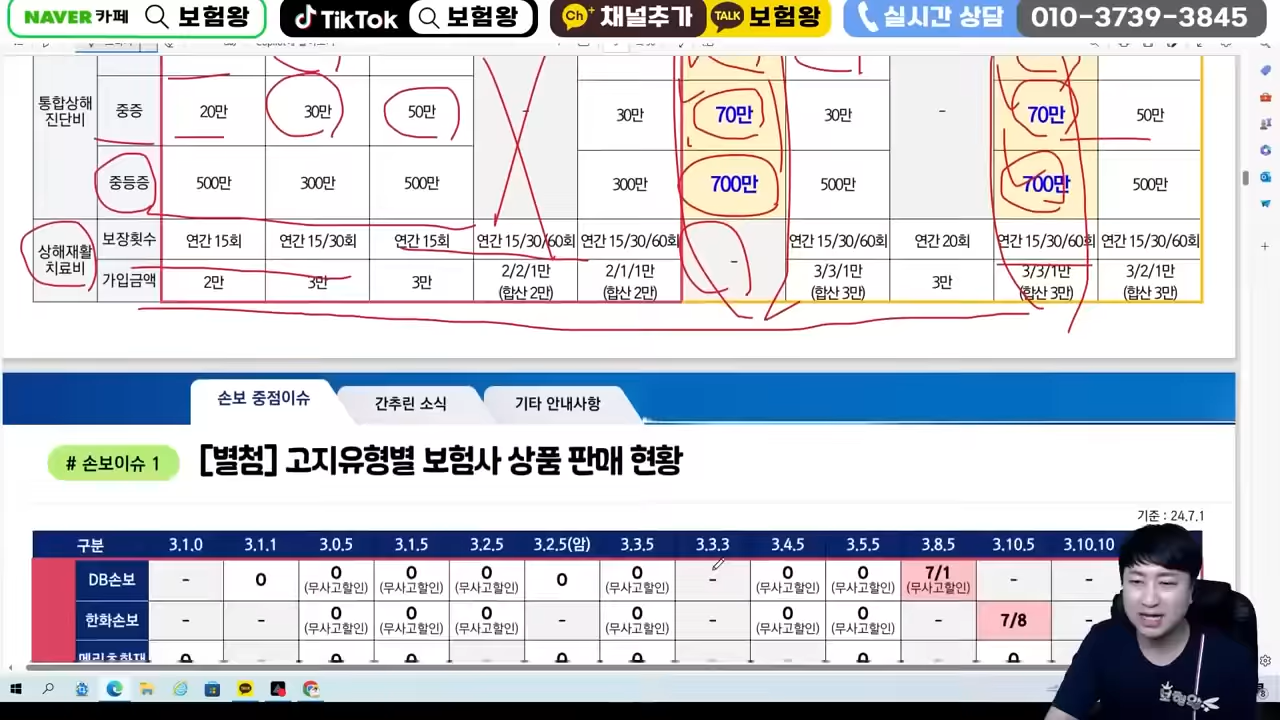 NAVER 카페 보험왕 TikTok 보험왕 Ch+ 채널추가 TALK 보험왕 실시간 상담 010-3739-3845
통합상해 진단비 중증 20만 30만 50만 - 30만 70만 30만 - 70만 50만
중등증 500만 300만 500만 300만 700만 500만 700만 500만
상해재활 치료비 보장횟수 연간 15회 연간 15/30회 연간 15회 연간 15/30/60회 연간 15/30/60회 - 연간 15/30/60회 연간 20회 연간 15/30/60회 연간 15/30/60회
가입금액 2만 3만 3만 2/2/1만 (합산 2만) 2/1/1만 (합산 2만) 3/3/1만 (합산 3만) 3만 3/3/1만 (합산 3만) 3/2/1만 (합산 3만)
손보 중점이슈 간추린 소식 기타 안내사항
# 손보이슈 1 [별첨] 고지유형별 보험사 상품 판매 현황
기준 : 24.7.1
구분 3.1.0 3.1.1 3.0.5 3.1.5 3.2.5 3.2.5(암) 3.3.5 3.3.3 3.4.5 3.5.5 3.8.5 3.10.5 3.10.10
DB손보 - O O (무사고할인) O (무사고할인) O (무사고할인) O O (무사고할인) - O (무사고할인) O (무사고할인) 7/1 (무사고할인) - -
한화손보 - - O (무사고할인) O (무사고할인) O (무사고할인) - O (무사고할인) - O (무사고할인) O (무사고할인) - 7/8 -
메리츠화재
보험왕